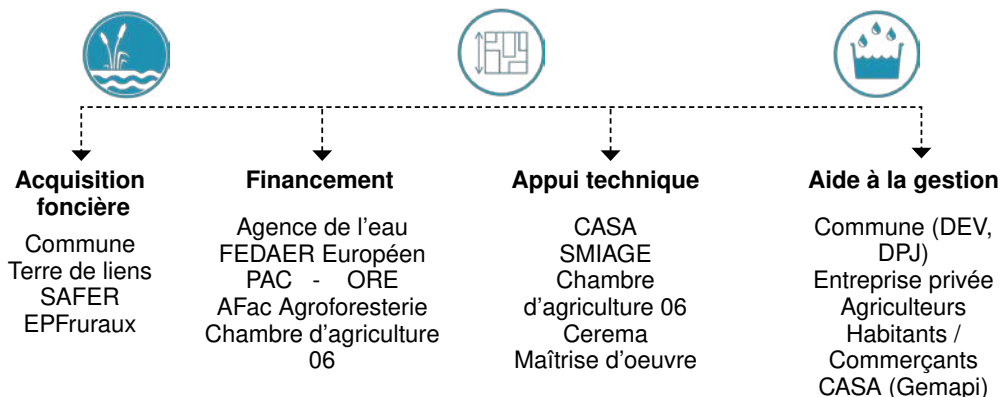 Acquisition
foncière
Commune
Terre de liens
SAFER
EPFruraux
Financement
Agence de l'eau
FEDAER Européen
PAC - ORE
AFac Agroforesterie
Chambre d'agriculture
06
Appui technique
CASA
SMIAGE
Chambre
d'agriculture 06
Cerema
Maîtrise d'oeuvre
Aide à la gestion
Commune (DEV,
DPJ)
Entreprise privée
Agriculteurs
Habitants /
Commerçants
CASA (Gemapi)